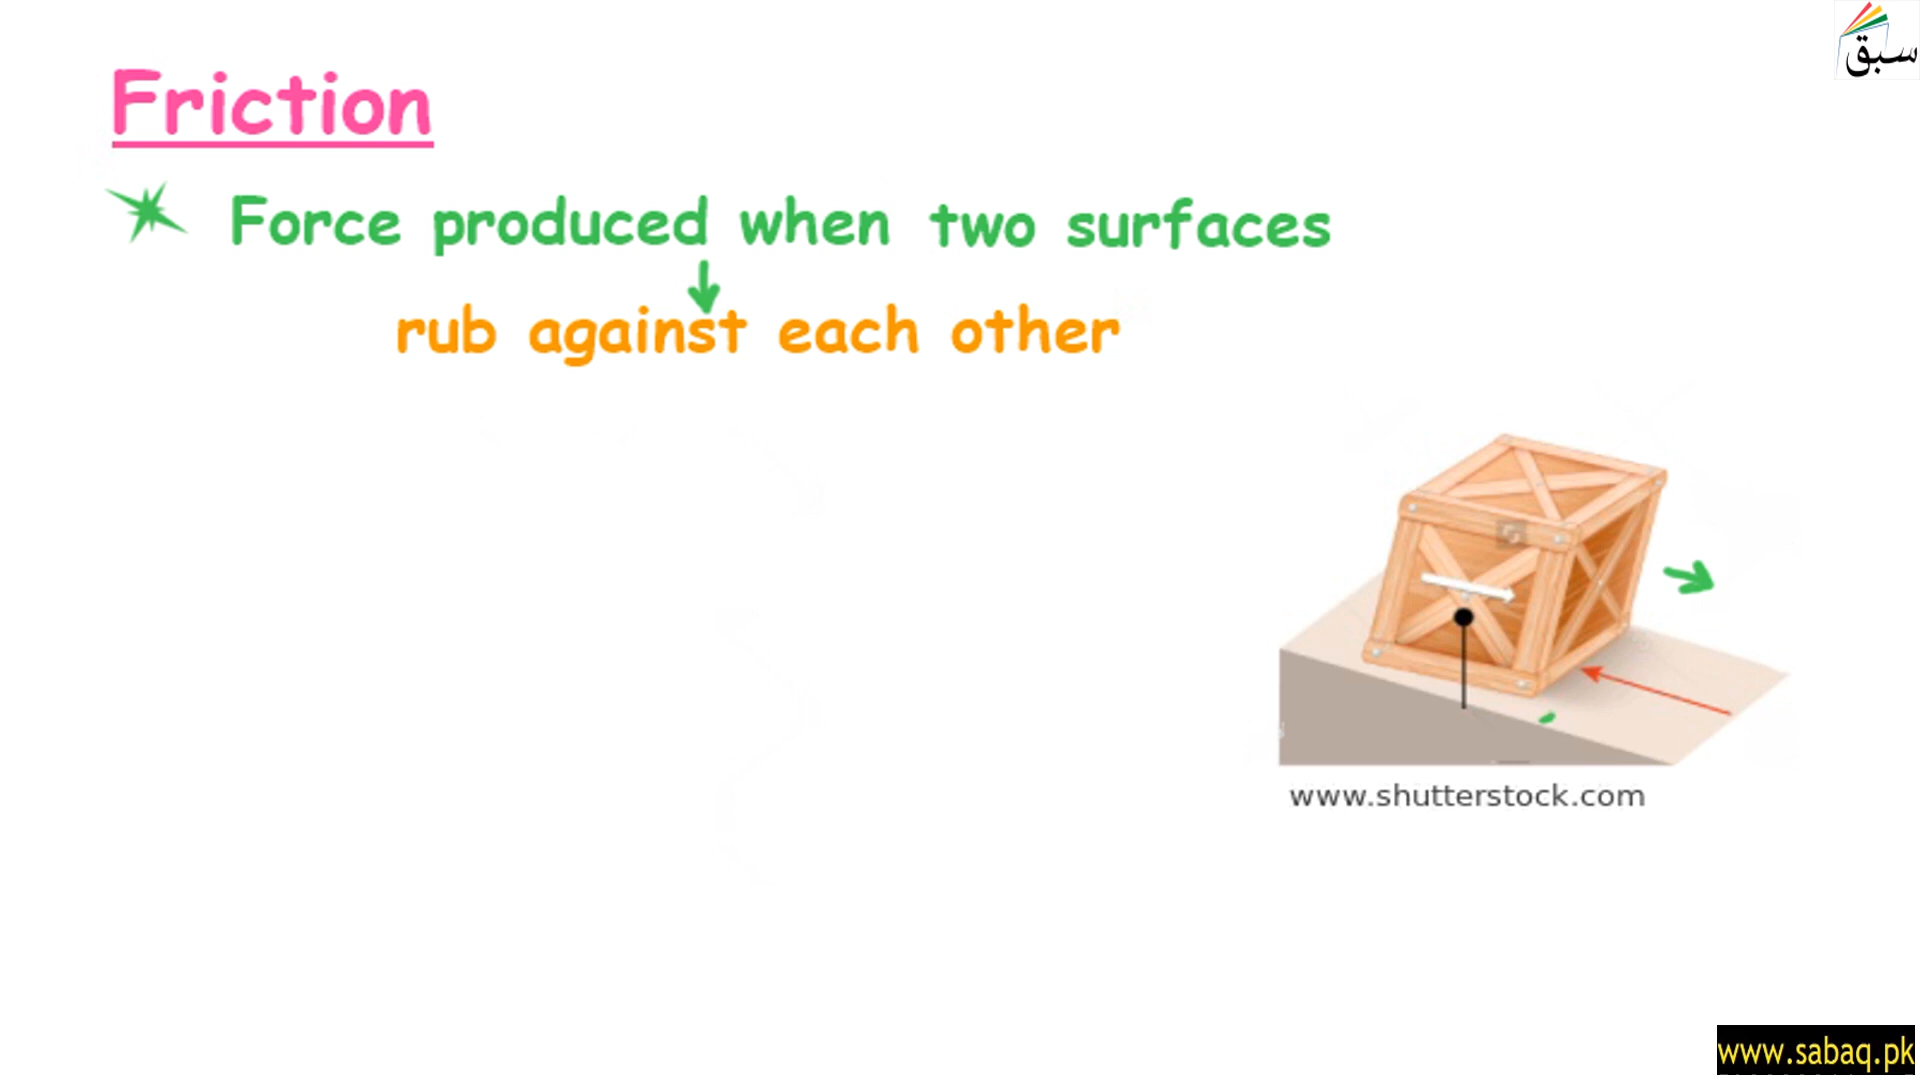 سبق
Friction
Force produced when two surfaces
rub against each other
www.shutterstock.com
www.sabaq.pk